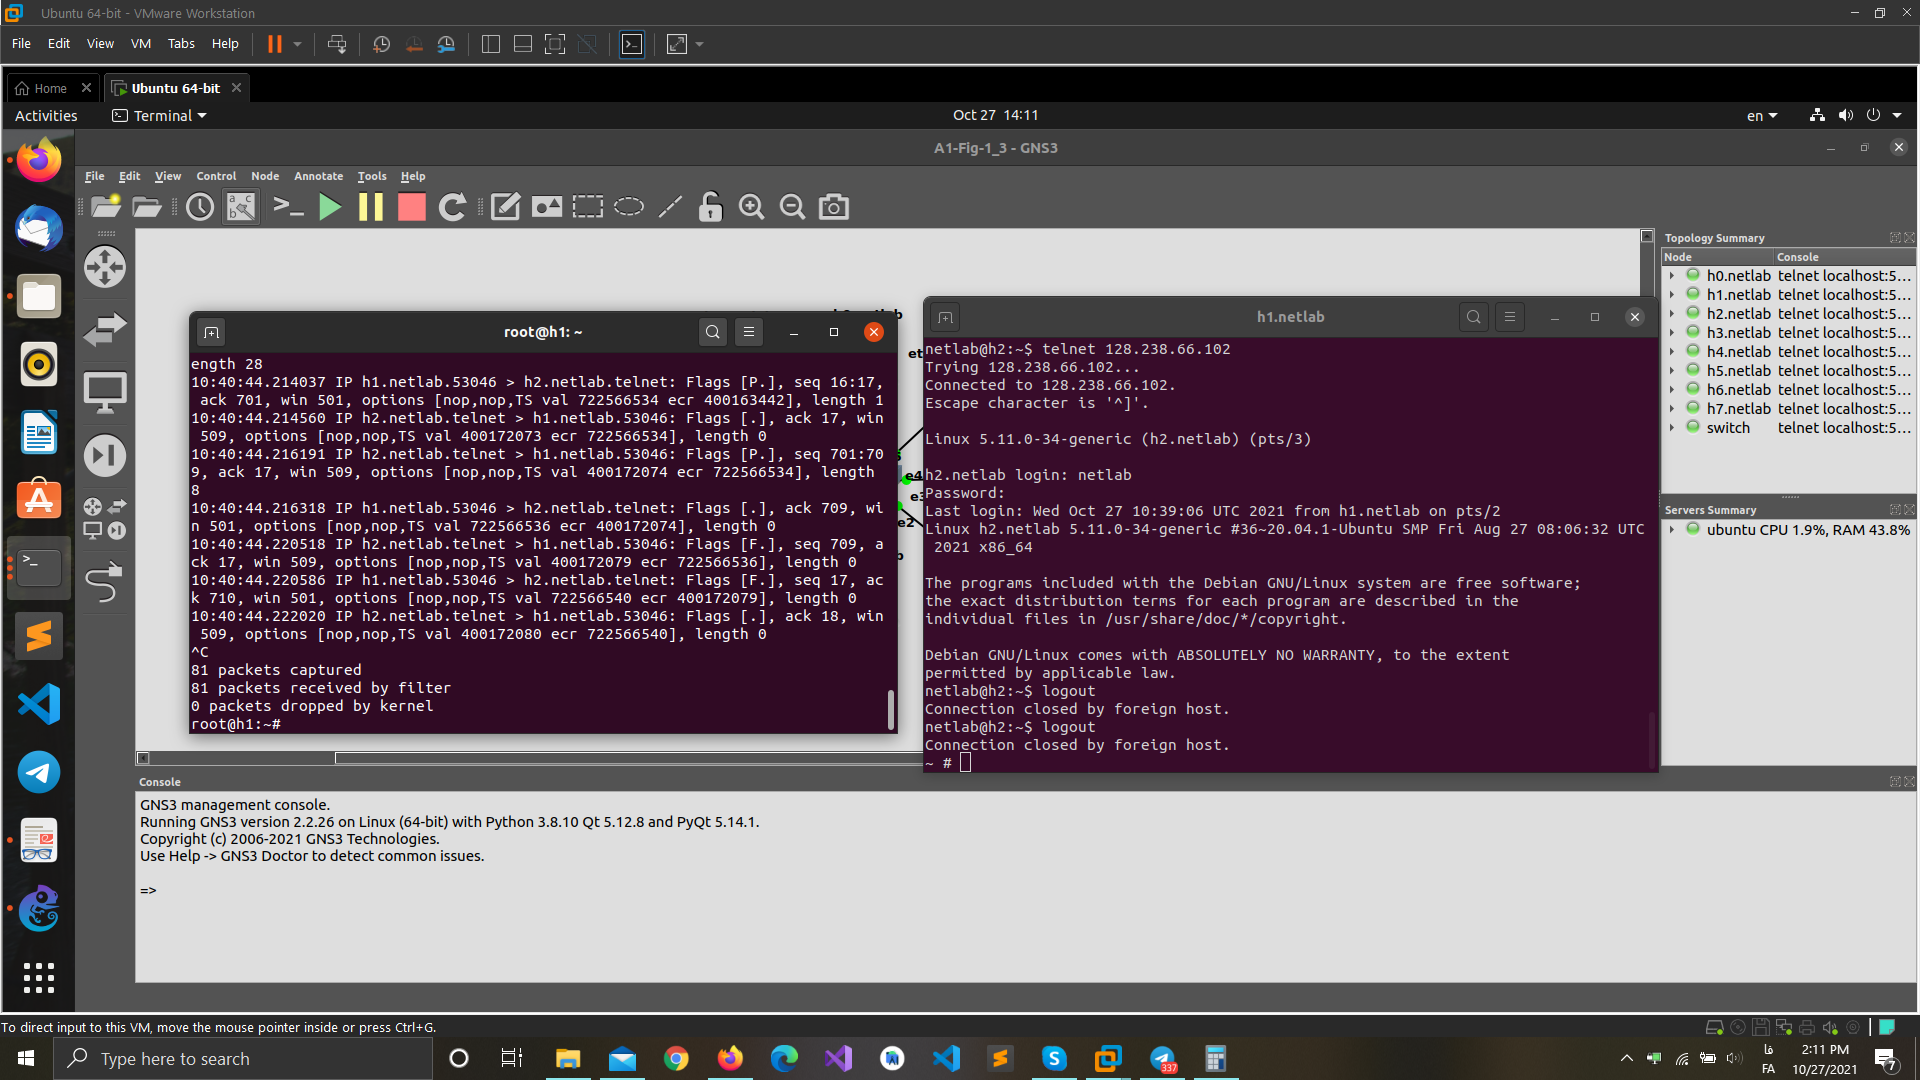 Ubuntu 64-bit - VMware Workstation
File Edit View VM Tabs Help
Home
Ubuntu 64-bit
Activities
Terminal
Oct 27 14:11
en
A1-Fig-1_3 - GNS3
File Edit View Control Node Annotate Tools Help
Topology Summary
Node Console
h0.netlab telnet localhost:5...
h1.netlab telnet localhost:5...
h2.netlab telnet localhost:5...
h3.netlab telnet localhost:5...
h4.netlab telnet localhost:5...
h5.netlab telnet localhost:5...
h6.netlab telnet localhost:5...
h7.netlab telnet localhost:5...
switch telnet localhost:5...
Servers Summary
ubuntu CPU 1.9%, RAM 43.8%
root@h1: ~
ength 28
10:40:44.214037 IP h1.netlab.53046 > h2.netlab.telnet: Flags [P.], seq 16:17,
 ack 701, win 501, options [nop,nop,TS val 722566534 ecr 400163442], length 1
10:40:44.214560 IP h2.netlab.telnet > h1.netlab.53046: Flags [.], ack 17, win
 509, options [nop,nop,TS val 400172073 ecr 722566534], length 0
10:40:44.216191 IP h2.netlab.telnet > h1.netlab.53046: Flags [P.], seq 701:70
9, ack 17, win 509, options [nop,nop,TS val 400172074 ecr 722566534], length
8
10:40:44.216318 IP h1.netlab.53046 > h2.netlab.telnet: Flags [.], ack 709, wi
n 501, options [nop,nop,TS val 722566536 ecr 400172074], length 0
10:40:44.220518 IP h2.netlab.telnet > h1.netlab.53046: Flags [F.], seq 709, a
ck 17, win 509, options [nop,nop,TS val 400172079 ecr 722566536], length 0
10:40:44.220586 IP h1.netlab.53046 > h2.netlab.telnet: Flags [F.], seq 17, ac
k 710, win 501, options [nop,nop,TS val 722566540 ecr 400172079], length 0
10:40:44.222020 IP h2.netlab.telnet > h1.netlab.53046: Flags [.], ack 18, win
 509, options [nop,nop,TS val 400172080 ecr 722566540], length 0
^C
81 packets captured
81 packets received by filter
0 packets dropped by kernel
root@h1:~#
et
e4
e3
e2
b
h1.netlab
netlab@h2:~$ telnet 128.238.66.102
Trying 128.238.66.102...
Connected to 128.238.66.102.
Escape character is '^]'.
Linux 5.11.0-34-generic (h2.netlab) (pts/3)
h2.netlab login: netlab
Password:
Last login: Wed Oct 27 10:39:06 UTC 2021 from h1.netlab on pts/2
Linux h2.netlab 5.11.0-34-generic #36~20.04.1-Ubuntu SMP Fri Aug 27 08:06:32 UTC
 2021 x86_64
The programs included with the Debian GNU/Linux system are free software;
the exact distribution terms for each program are described in the
individual files in /usr/share/doc/*/copyright.
Debian GNU/Linux comes with ABSOLUTELY NO WARRANTY, to the extent
permitted by applicable law.
netlab@h2:~$ logout
Connection closed by foreign host.
netlab@h2:~$ logout
Connection closed by foreign host.
~ #
Console
GNS3 management console.
Running GNS3 version 2.2.26 on Linux (64-bit) with Python 3.8.10 Qt 5.12.8 and PyQt 5.14.1.
Copyright (c) 2006-2021 GNS3 Technologies.
Use Help -> GNS3 Doctor to detect common issues.
=>
To direct input to this VM, move the mouse pointer inside or press Ctrl+G.
Type here to search
337
فا
FA
2:11 PM
10/27/2021
7